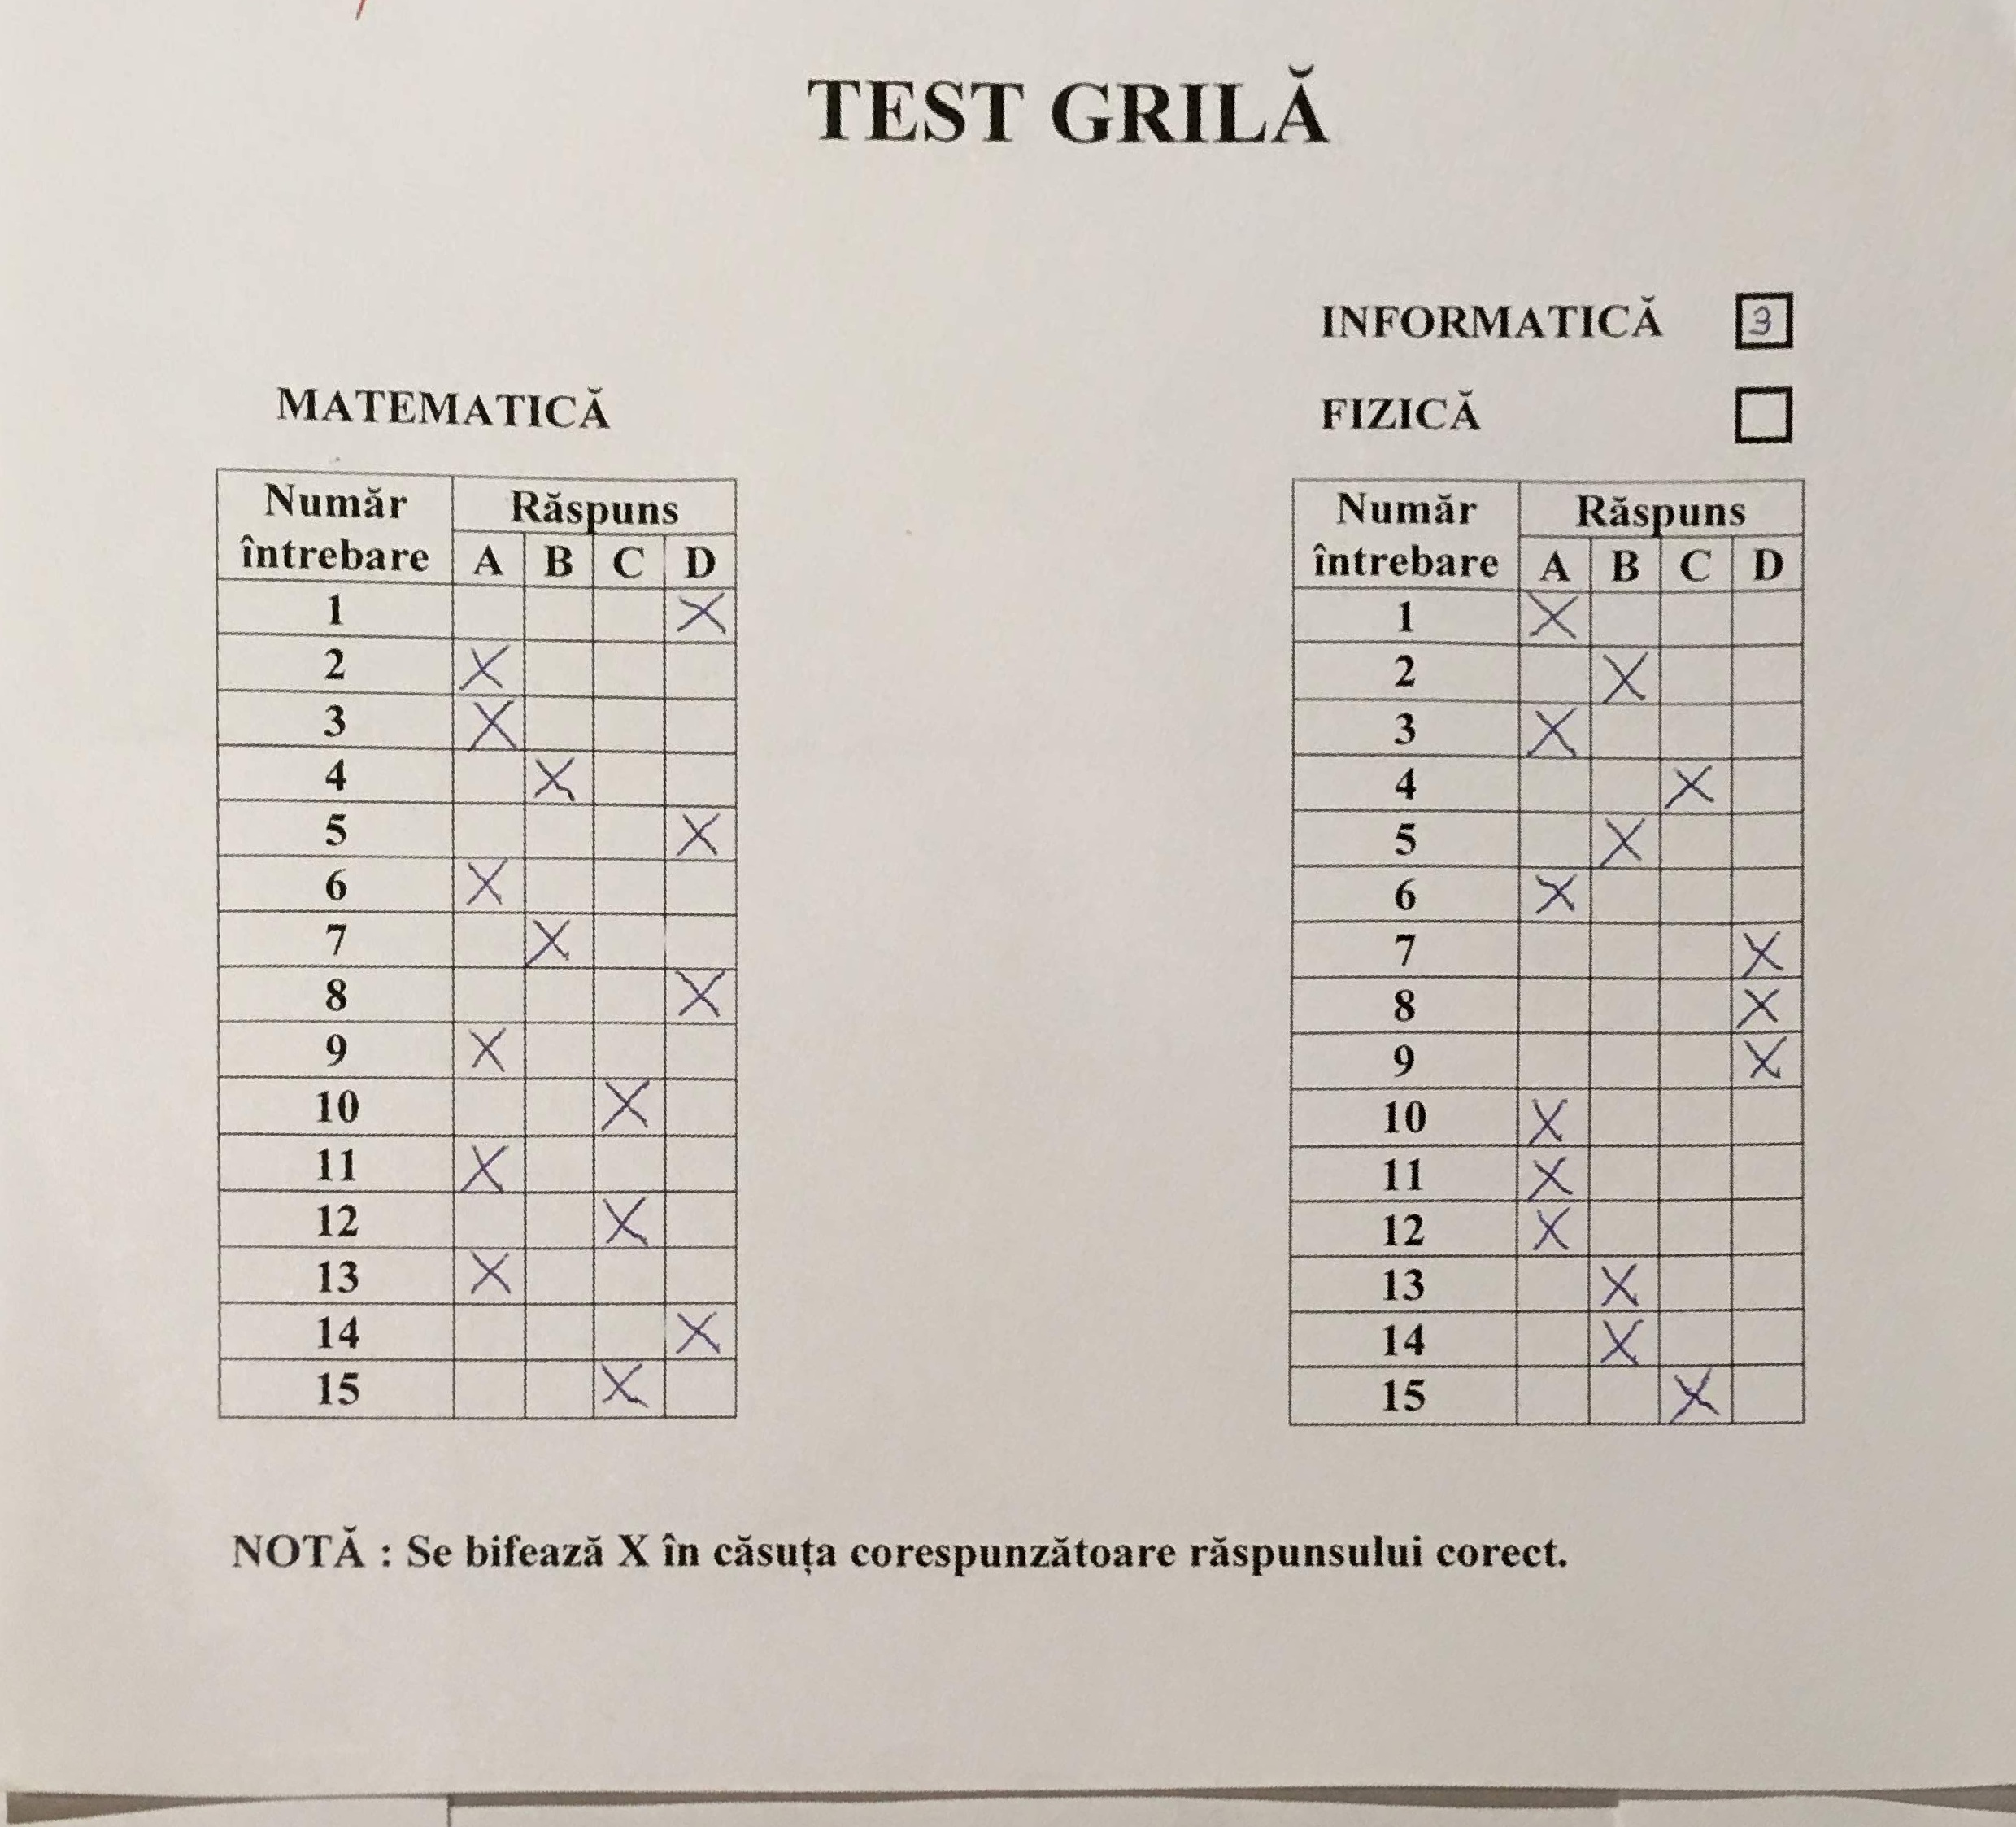 TEST GRILĂ
INFORMATICĂ 3
FIZICĂ
MATEMATICĂ
Număr întrebare Răspuns
A B C D
1 X
2 X
3 X
4 X
5 X
6 X
7 X
8 X
9 X
10 X
11 X
12 X
13 X
14 X
15 X
Număr întrebare Răspuns
A B C D
1 X
2 X
3 X
4 X
5 X
6 X
7 X
8 X
9 X
10 X
11 X
12 X
13 X
14 X
15 X
NOTĂ : Se bifează X în căsuța corespunzătoare răspunsului corect.